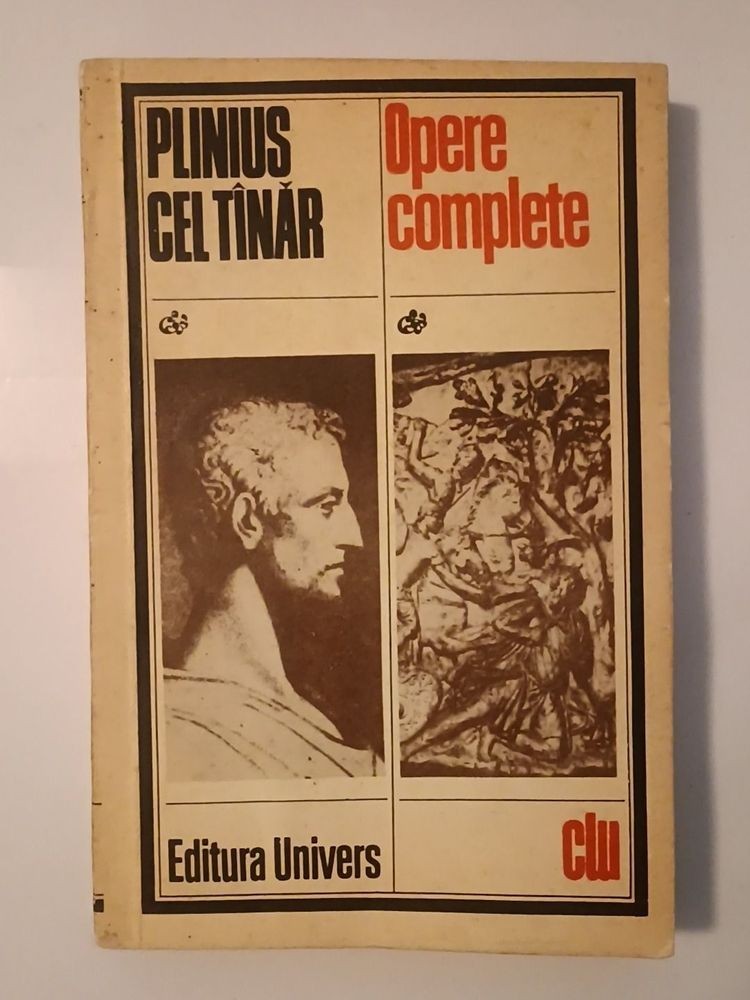 PLINIUS
CEL TÎNĂR
Opere
complete
Editura Univers
clu